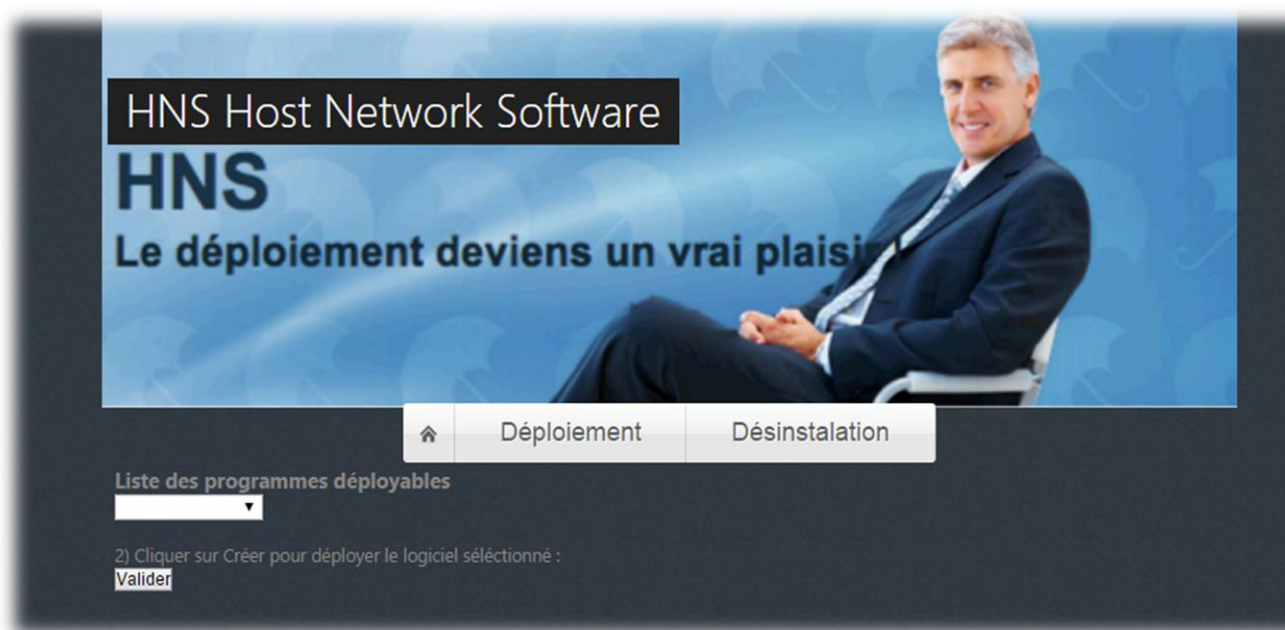 HNS Host Network Software
HNS
Le déploiement deviens un vrai plaisir !
Déploiement
Désinstalation
Liste des programmes déployables
2) Cliquer sur Créer pour déployer le logiciel séléctionné :
Valider